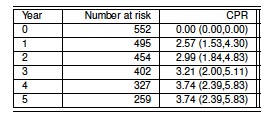 Year Number at risk CPR
0 552 0.00 (0.00,0.00)
1 495 2.57 (1.53,4.30)
2 454 2.99 (1.84,4.83)
3 402 3.21 (2.00,5.11)
4 327 3.74 (2.39,5.83)
5 259 3.74 (2.39,5.83)